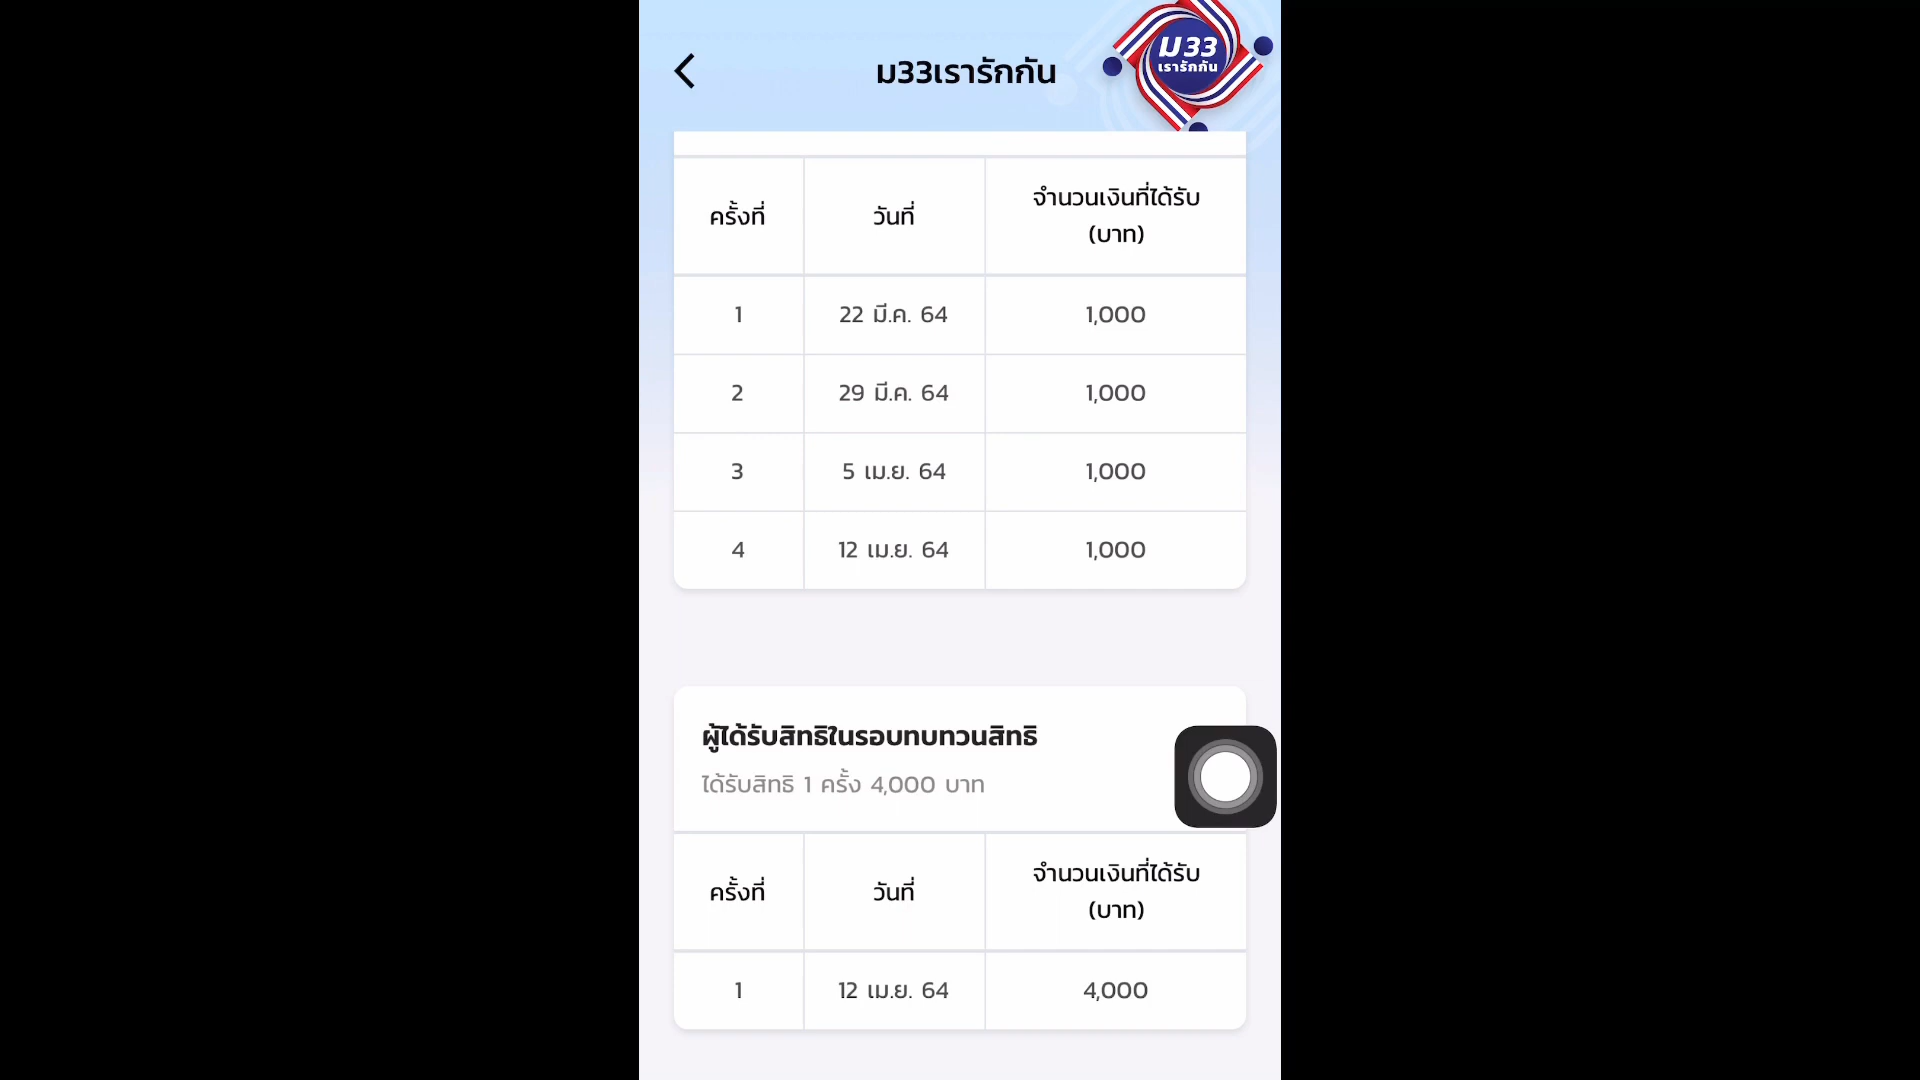 ม33เรารักกัน
ม33
เรารักกัน
ครั้งที่ วันที่ จำนวนเงินที่ได้รับ
(บาท)
1 22 มี.ค. 64 1,000
2 29 มี.ค. 64 1,000
3 5 เม.ย. 64 1,000
4 12 เม.ย. 64 1,000
ผู้ได้รับสิทธิในรอบทบทวนสิทธิ
ได้รับสิทธิ 1 ครั้ง 4,000 บาท
ครั้งที่ วันที่ จำนวนเงินที่ได้รับ
(บาท)
1 12 เม.ย. 64 4,000